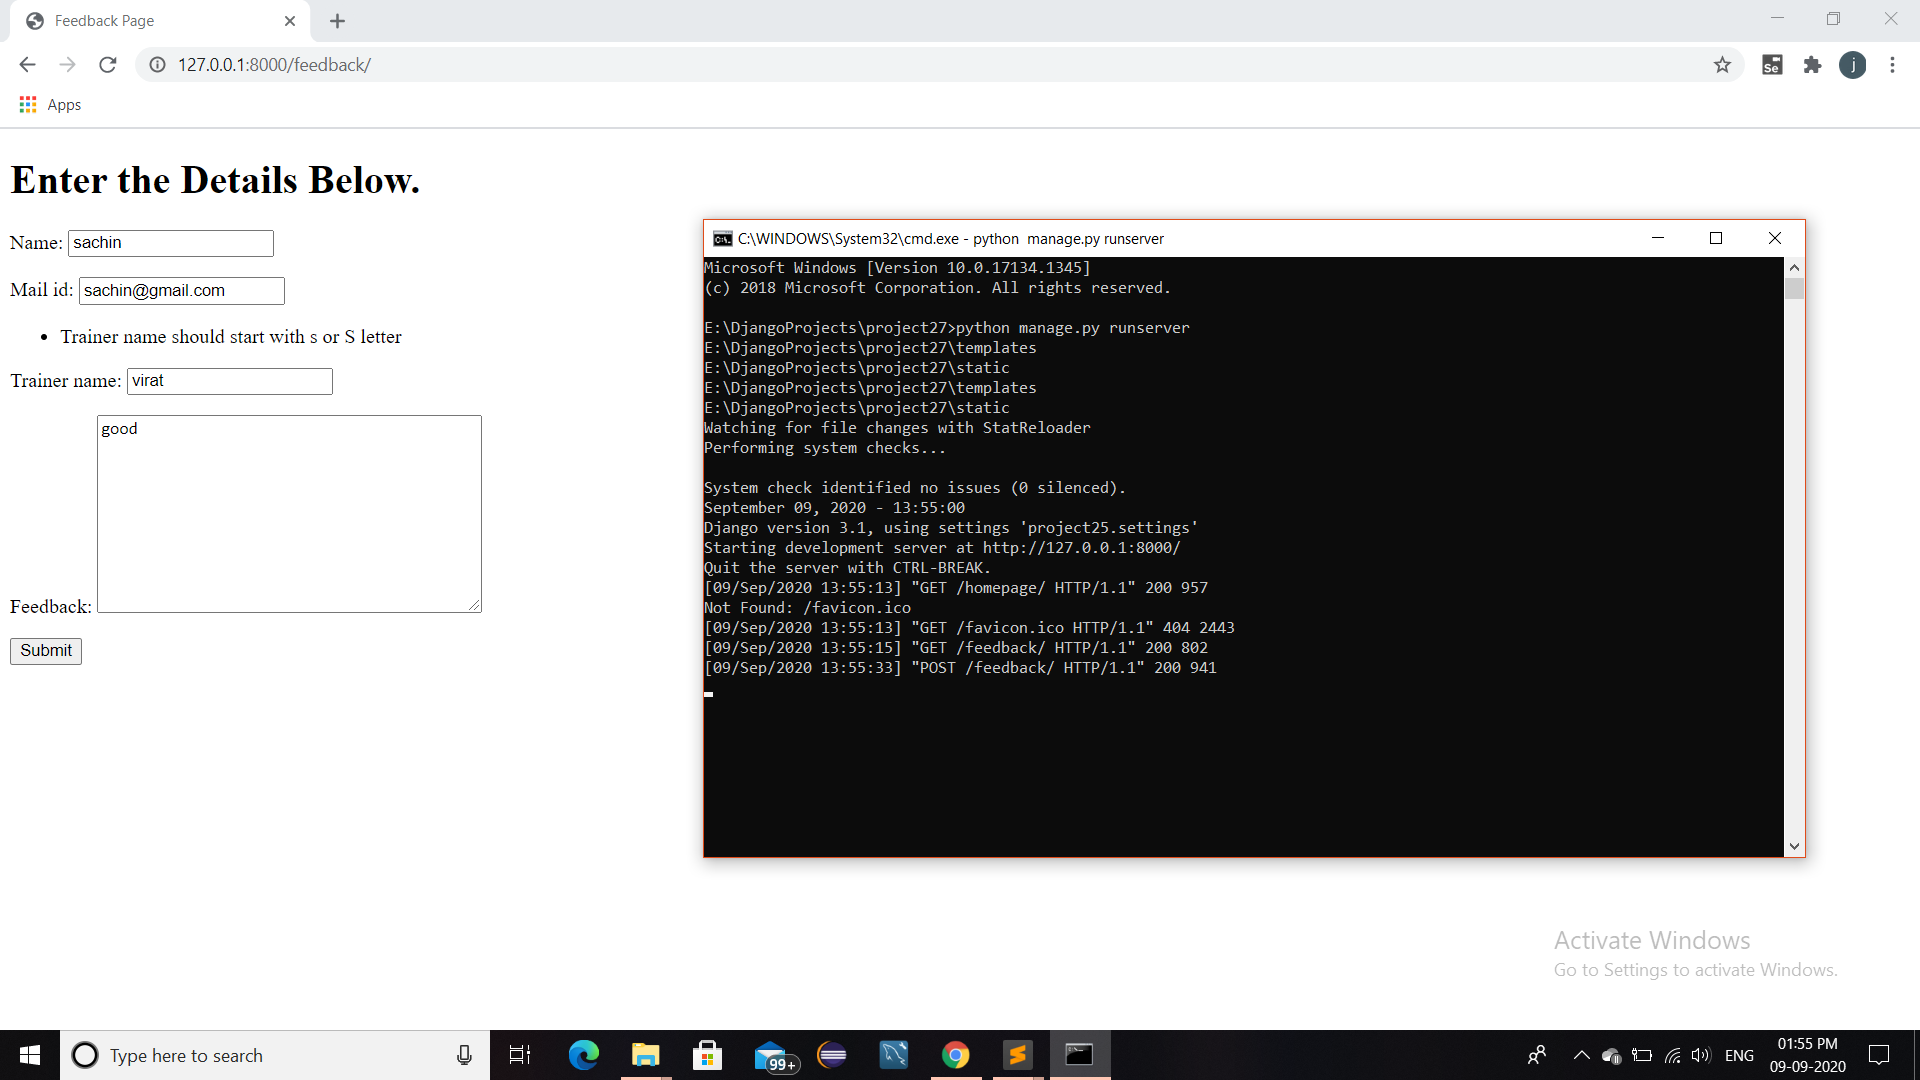 Feedback Page
127.0.0.1:8000/feedback/
Se
j
Apps
Enter the Details Below.
Name: sachin
Mail id: sachin@gmail.com
• Trainer name should start with s or S letter
Trainer name: virat
good
Feedback:
Submit
C:\WINDOWS\System32\cmd.exe - python  manage.py runserver
Microsoft Windows [Version 10.0.17134.1345]
(c) 2018 Microsoft Corporation. All rights reserved.
E:\DjangoProjects\project27>python manage.py runserver
E:\DjangoProjects\project27\templates
E:\DjangoProjects\project27\static
E:\DjangoProjects\project27\templates
E:\DjangoProjects\project27\static
Watching for file changes with StatReloader
Performing system checks...
System check identified no issues (0 silenced).
September 09, 2020 - 13:55:00
Django version 3.1, using settings 'project25.settings'
Starting development server at http://127.0.0.1:8000/
Quit the server with CTRL-BREAK.
[09/Sep/2020 13:55:13] "GET /homepage/ HTTP/1.1" 200 957
Not Found: /favicon.ico
[09/Sep/2020 13:55:13] "GET /favicon.ico HTTP/1.1" 404 2443
[09/Sep/2020 13:55:15] "GET /feedback/ HTTP/1.1" 200 802
[09/Sep/2020 13:55:33] "POST /feedback/ HTTP/1.1" 200 941
Activate Windows
Go to Settings to activate Windows.
Type here to search
99+
ENG
01:55 PM
09-09-2020